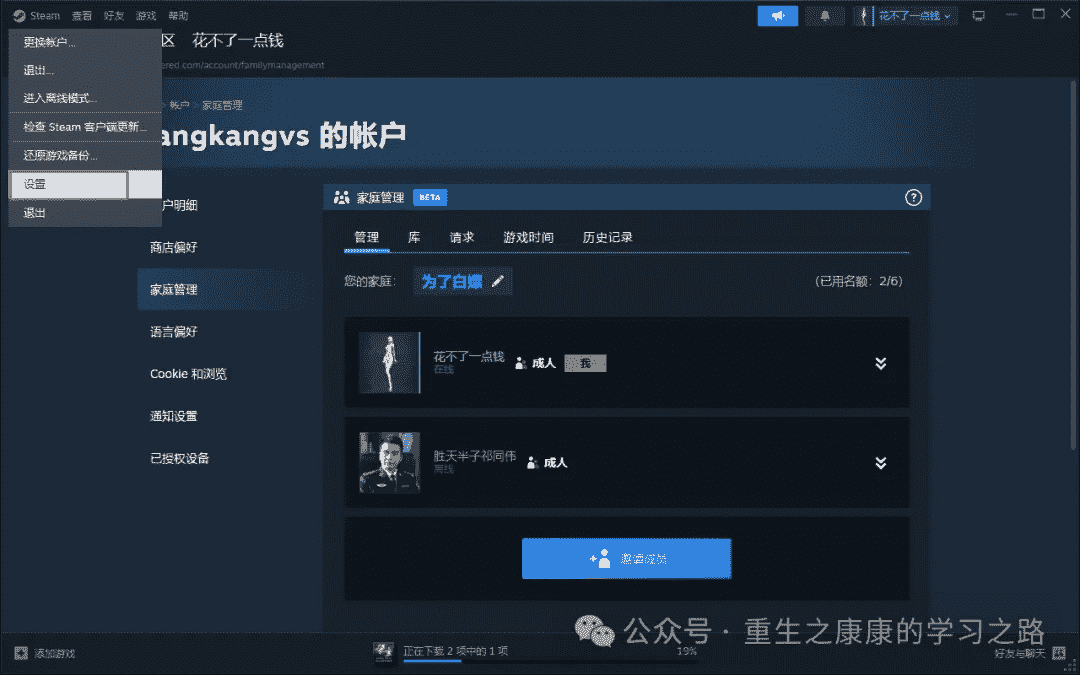 Steam 查看 好友 游戏 帮助
花不了一点钱
更换帐户...
退出...
进入离线模式...
检查 Steam 客户端更新...
还原游戏备份...
设置
退出
区 花不了一点钱
ered.com/account/familymanagement
帐户 > 家庭管理
angkangvs 的帐户
户明细
商店偏好
家庭管理
语言偏好
Cookie 和浏览
通知设置
已授权设备
家庭管理 BETA
管理 库 请求 游戏时间 历史记录
您的家庭: 为了白嫖 (已用名额: 2/6)
花不了一点钱 成人 我
在线
胜天半子祁同伟 成人
离线
邀请成员
公众号 · 重生之康康的学习之路
添加游戏
正在下载 2 项中的 1 项 19%
好友与聊天